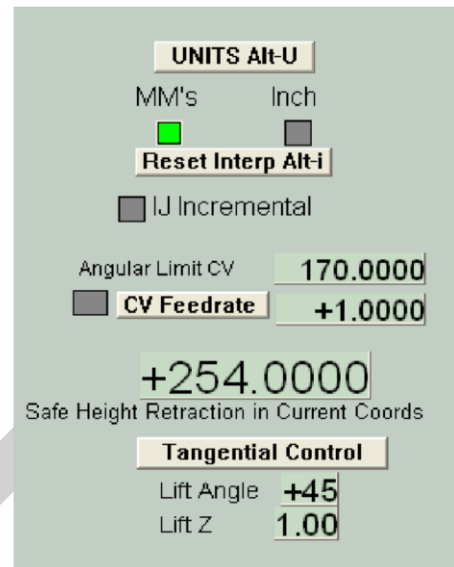 UNITS Alt-U
MM's Inch
Reset Interp Alt-i
IJ Incremental
Angular Limit CV 170.0000
CV Feedrate +1.0000
+254.0000
Safe Height Retraction in Current Coords
Tangential Control
Lift Angle +45
Lift Z 1.00